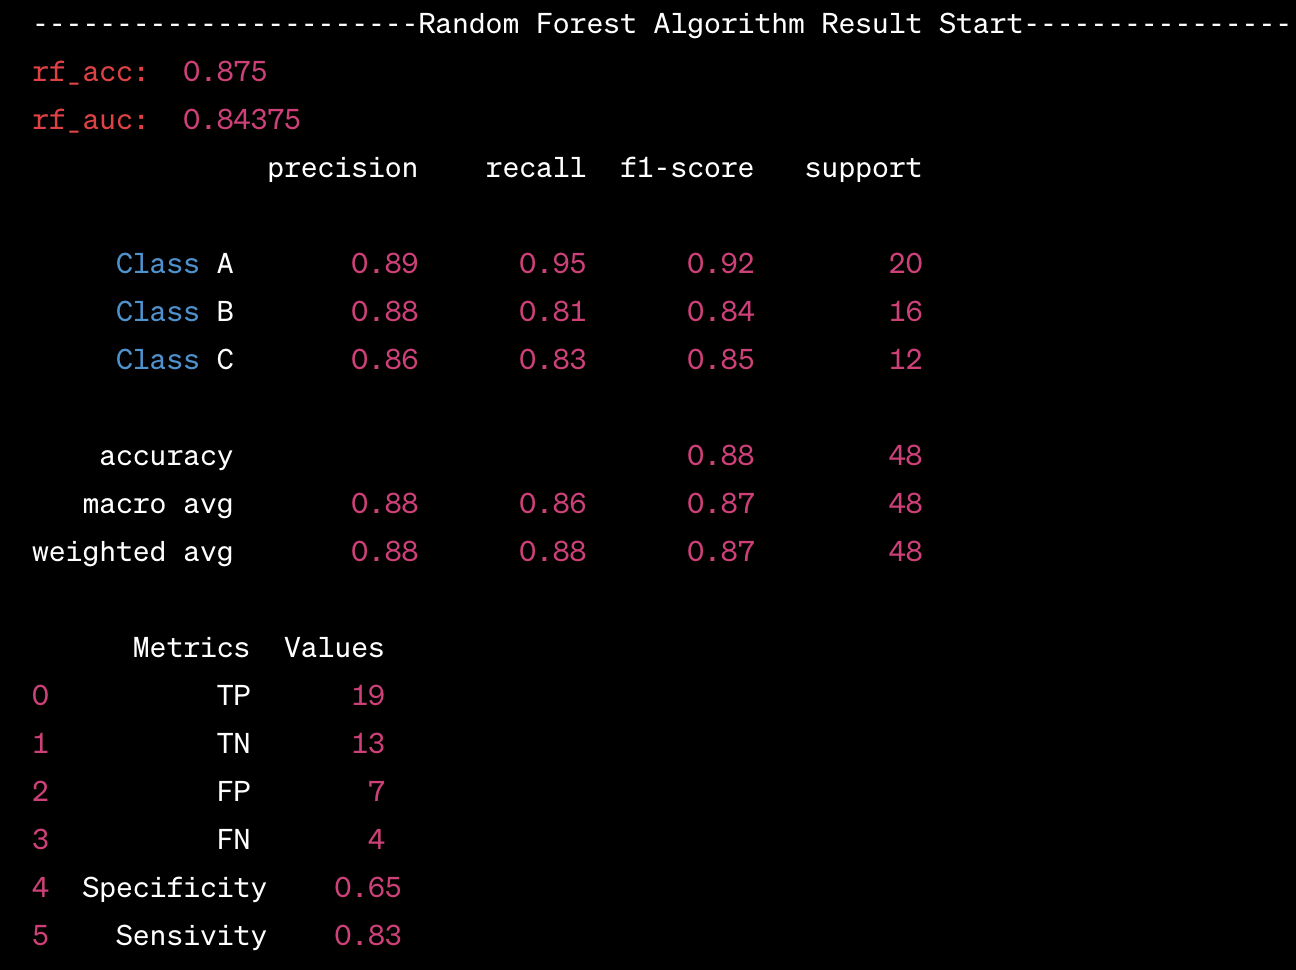 -----------------------Random Forest Algorithm Result Start----------------
rf_acc:  0.875
rf_auc:  0.84375
              precision    recall  f1-score   support
     Class A       0.89      0.95      0.92        20
     Class B       0.88      0.81      0.84        16
     Class C       0.86      0.83      0.85        12
    accuracy                           0.88        48
   macro avg       0.88      0.86      0.87        48
weighted avg       0.88      0.88      0.87        48
      Metrics  Values
0          TP      19
1          TN      13
2          FP       7
3          FN       4
4  Specificity    0.65
5    Sensivity    0.83